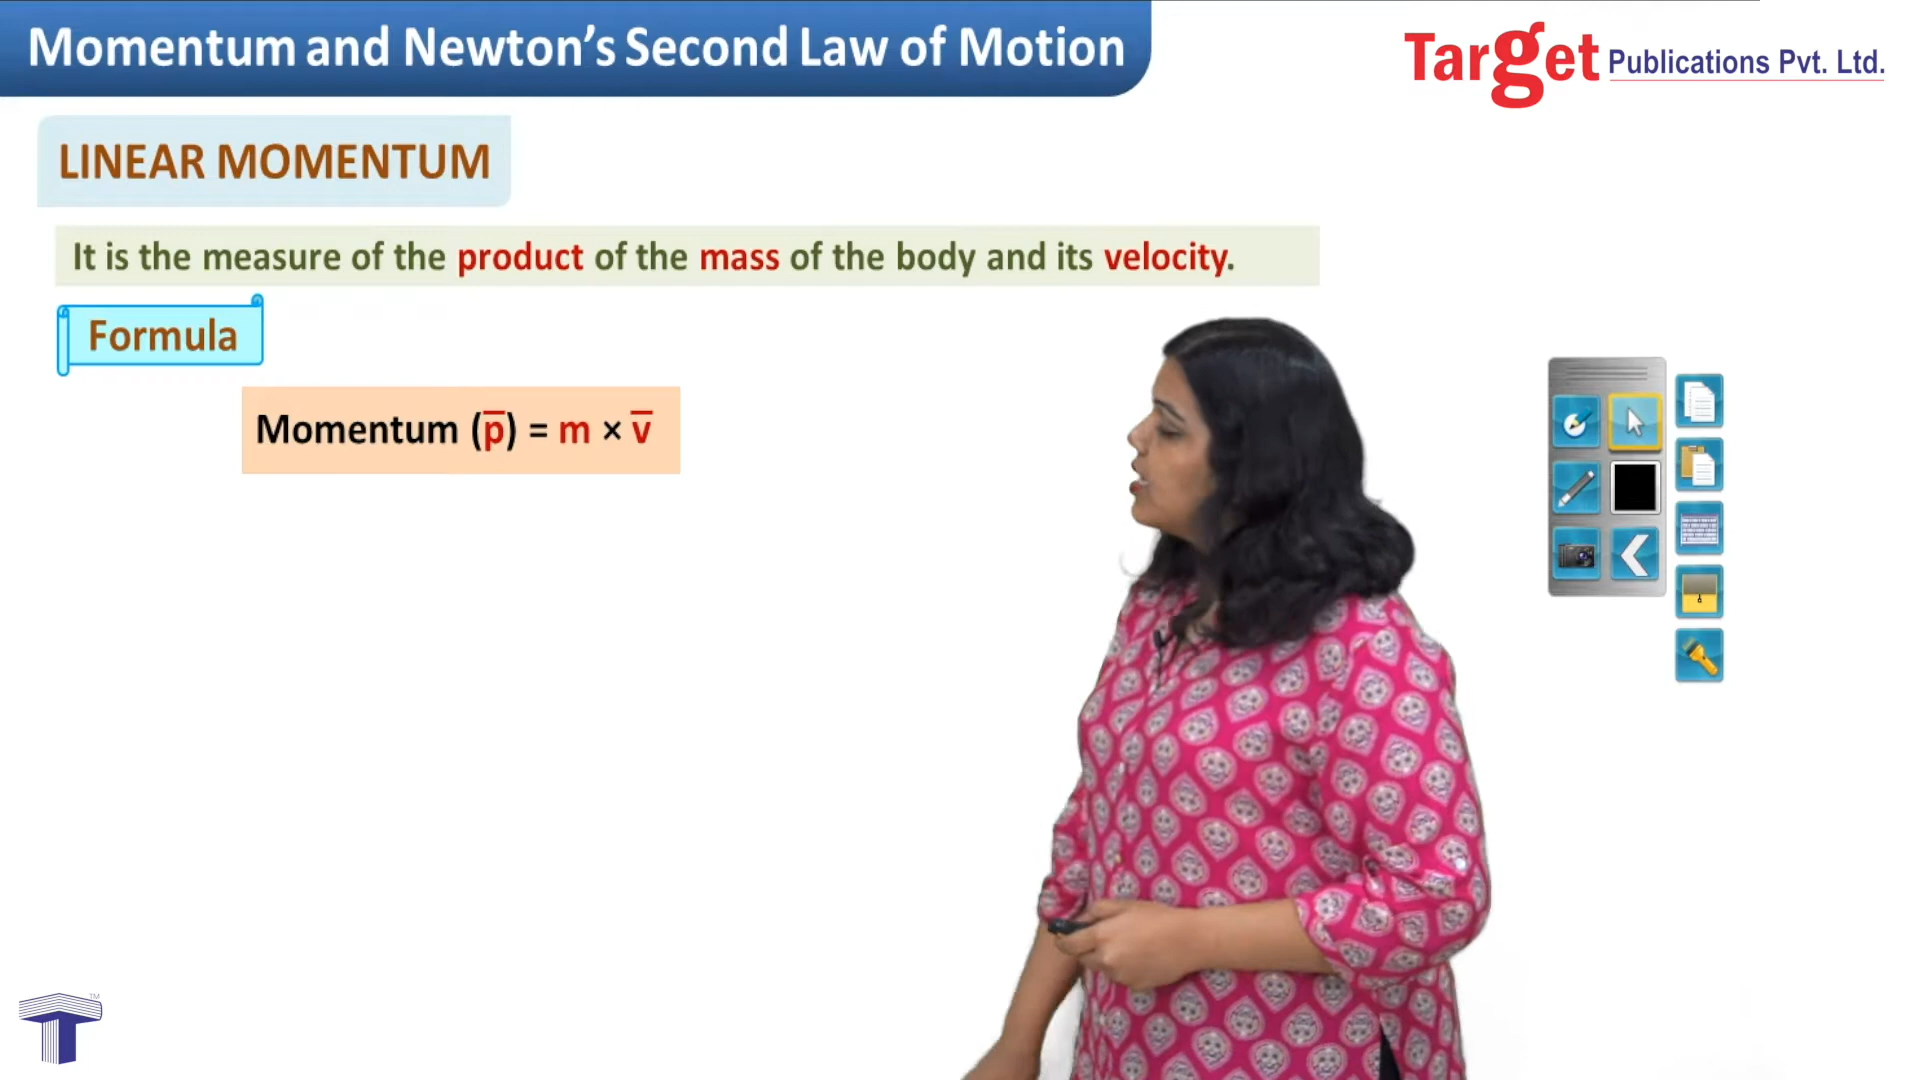 Momentum and Newton's Second Law of Motion
Target Publications Pvt. Ltd.
LINEAR MOMENTUM
It is the measure of the product of the mass of the body and its velocity.
Formula
Momentum (p̅) = m × v̅
TM